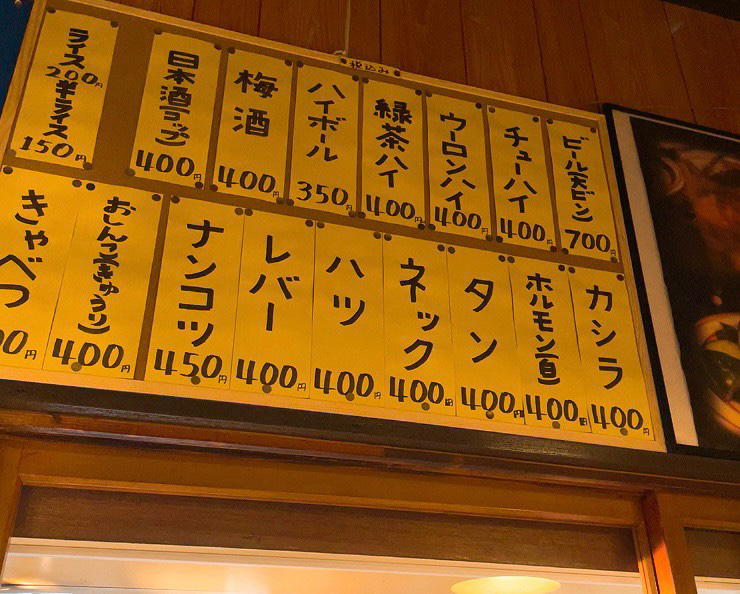 税込み
ビール(大ビン)
700円
チューハイ
400円
ウーロンハイ
400円
緑茶ハイ
400円
ハイボール
350円
梅酒
400円
日本酒(コップ)
400円
ライス
200円
半ライス
150円
カシラ
400円
ホルモン(白)
400円
タン
400円
ネック
400円
ハツ
400円
レバー
400円
ナンコツ
450円
おしんこ(きゅうり)
400円
きゃべつ